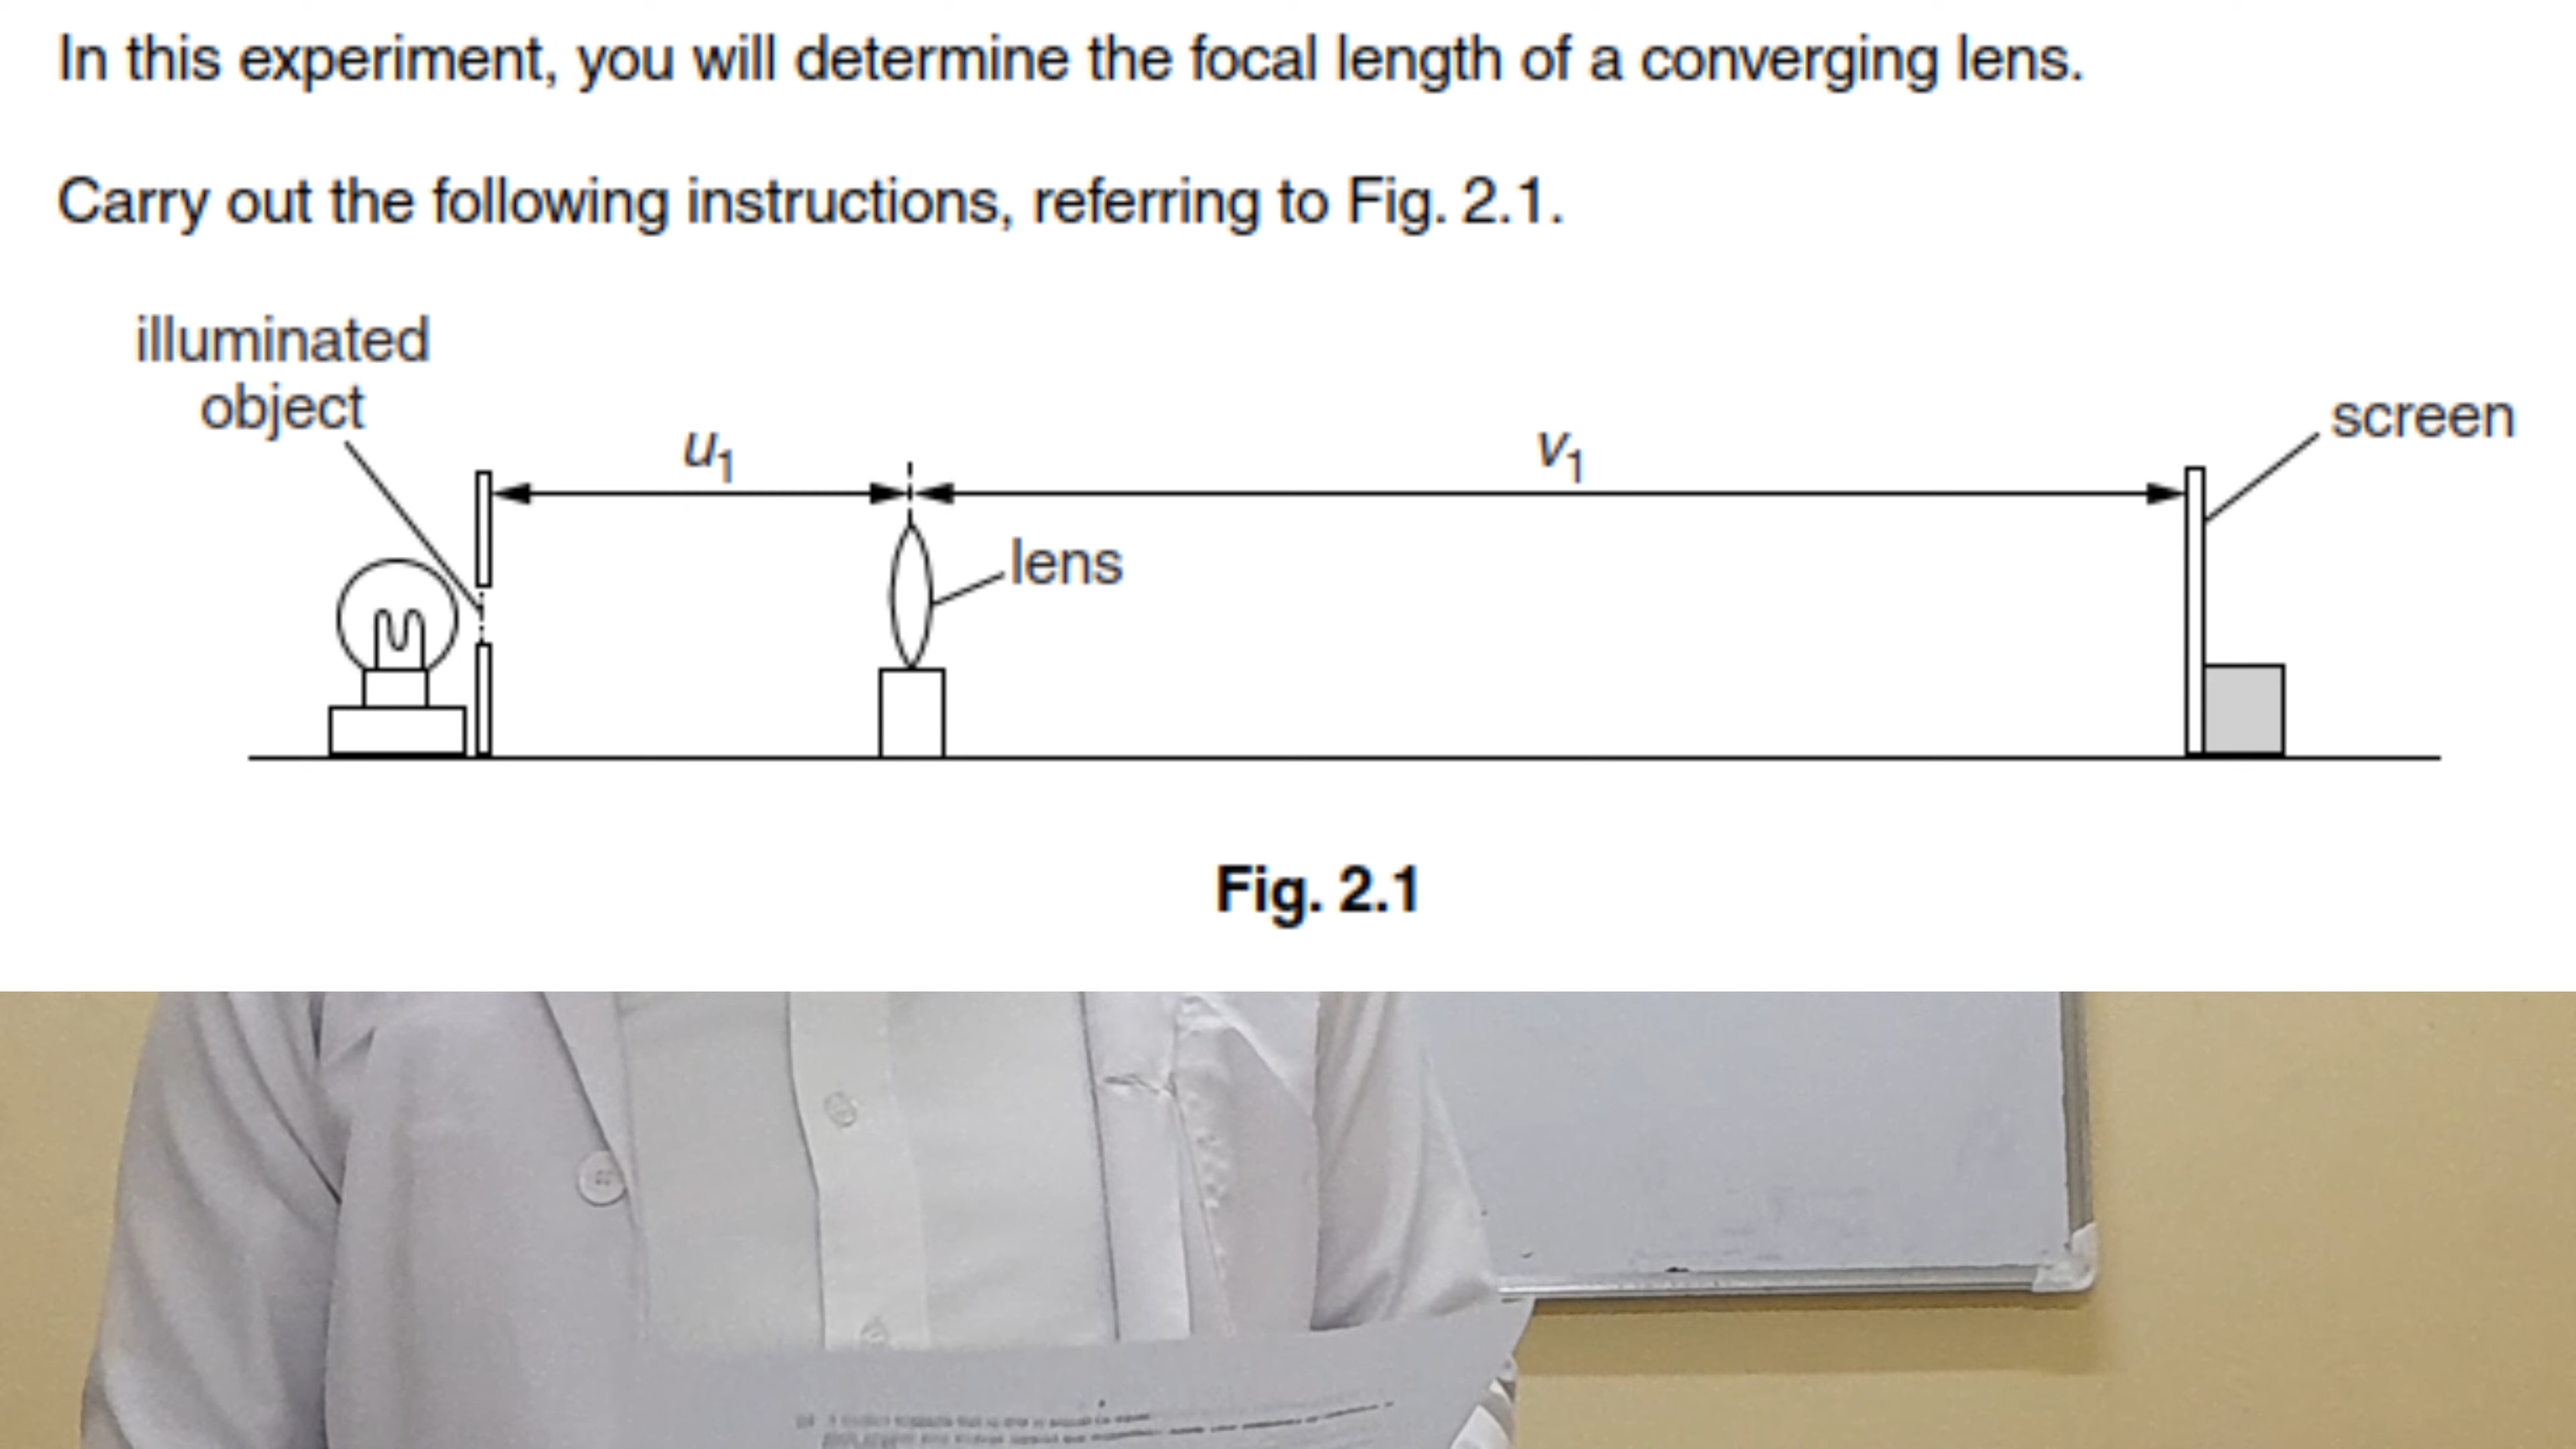 In this experiment, you will determine the focal length of a converging lens.
Carry out the following instructions, referring to Fig. 2.1.
illuminated
object
u1
v1
screen
lens
Fig. 2.1